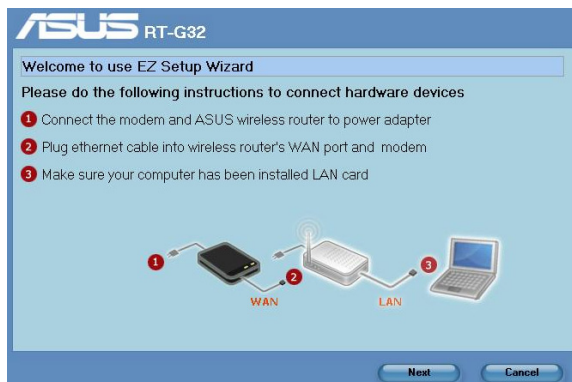 ASUS RT-G32
Welcome to use EZ Setup Wizard
Please do the following instructions to connect hardware devices
1 Connect the modem and ASUS wireless router to power adapter
2 Plug ethernet cable into wireless router's WAN port and modem
3 Make sure your computer has been installed LAN card
1
2
3
WAN
LAN
Next
Cancel